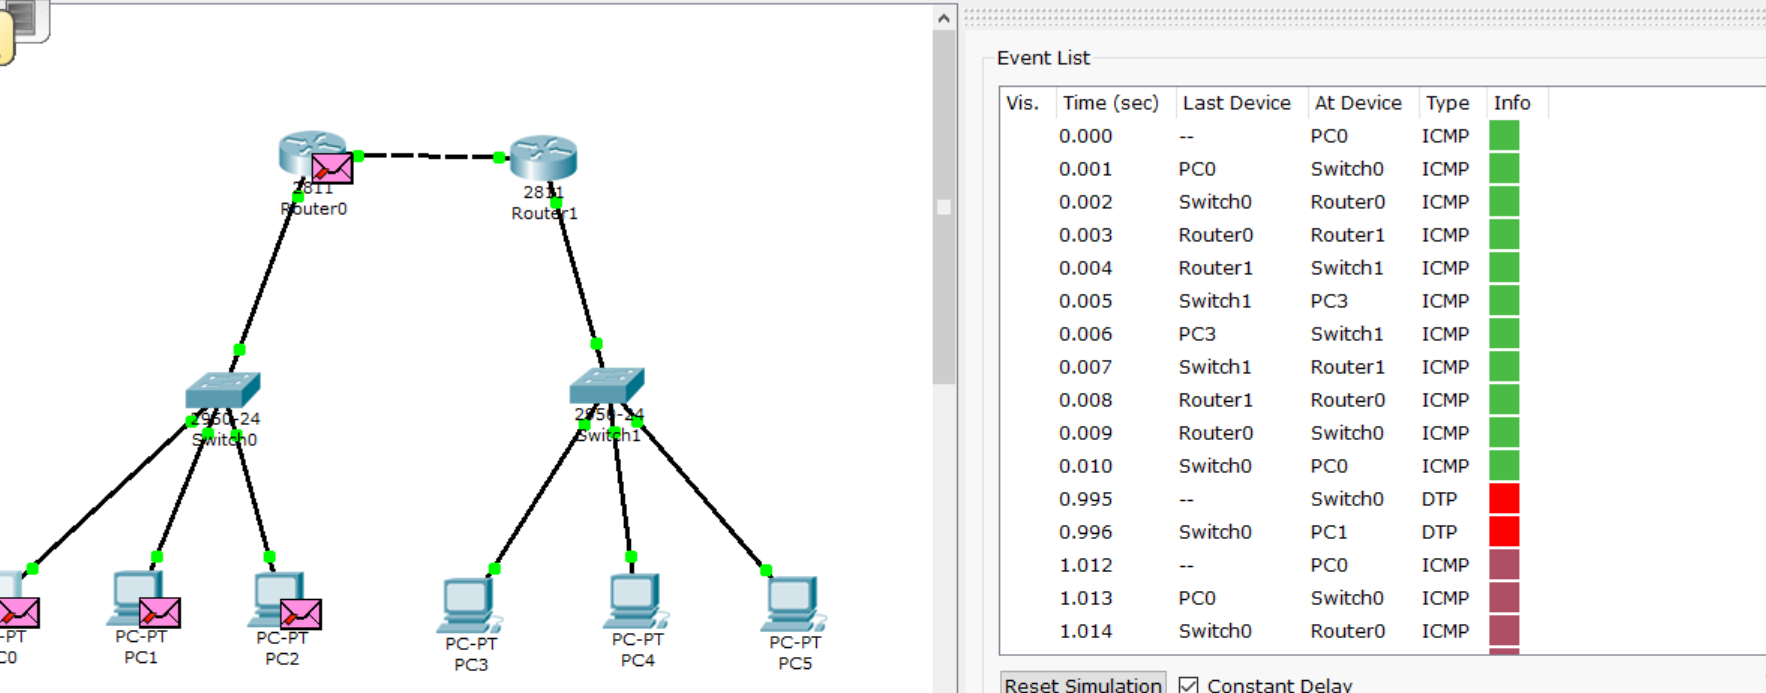 Event List
Vis. Time (sec) Last Device At Device Type Info
0.000 -- PC0 ICMP
0.001 PC0 Switch0 ICMP
0.002 Switch0 Router0 ICMP
0.003 Router0 Router1 ICMP
0.004 Router1 Switch1 ICMP
0.005 Switch1 PC3 ICMP
0.006 PC3 Switch1 ICMP
0.007 Switch1 Router1 ICMP
0.008 Router1 Router0 ICMP
0.009 Router0 Switch0 ICMP
0.010 Switch0 PC0 ICMP
0.995 -- Switch0 DTP
0.996 Switch0 PC1 DTP
1.012 -- PC0 ICMP
1.013 PC0 Switch0 ICMP
1.014 Switch0 Router0 ICMP
Reset Simulation Constant Delay
2811
Router0
2811
Router1
2950-24
Switch0
2950-24
Switch1
-PT
C0
PC-PT
PC1
PC-PT
PC2
PC-PT
PC3
PC-PT
PC4
PC-PT
PC5